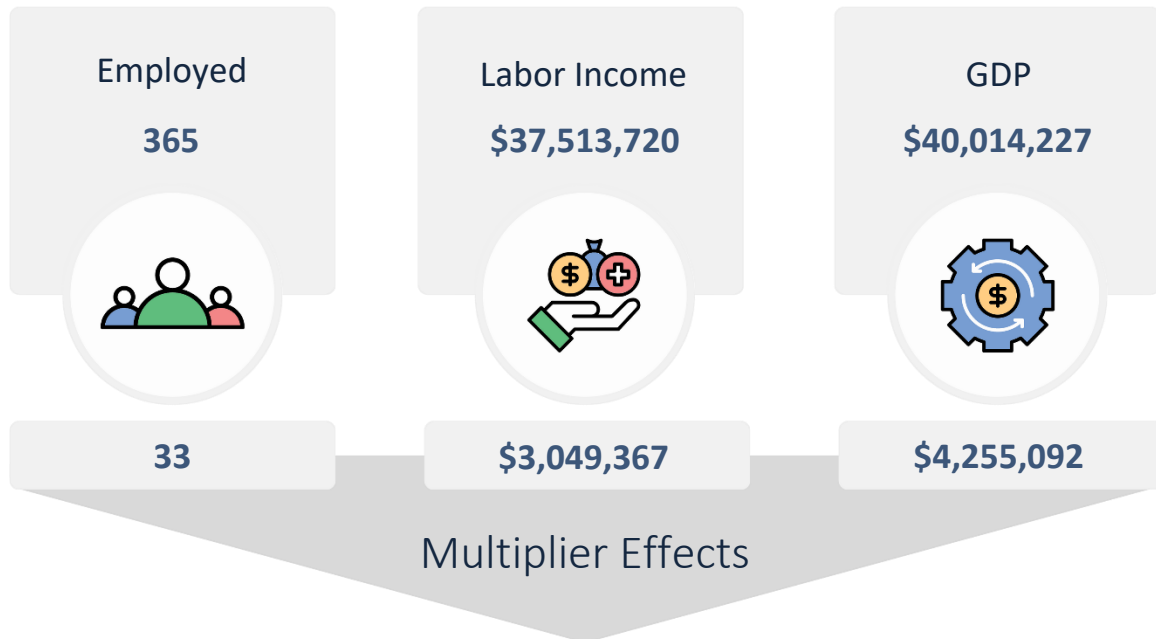 Employed
365
Labor Income
$37,513,720
GDP
$40,014,227
$
$
33
$3,049,367
$4,255,092
Multiplier Effects